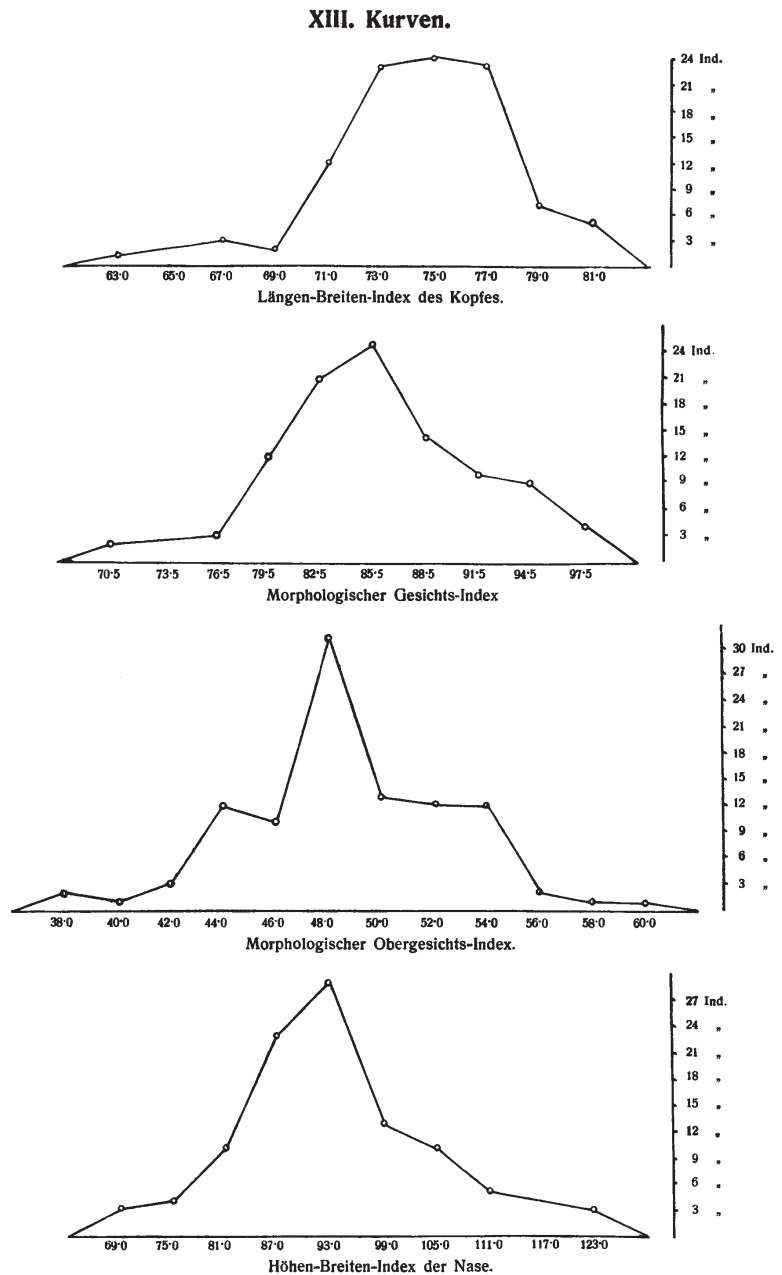 XIII. Kurven.
24 Ind.
21 „
18 „
15 „
12 „
9 „
6 „
3 „
63·0 65·0 67·0 69·0 71·0 73·0 75·0 77·0 79·0 81·0
Längen-Breiten-Index des Kopfes.
24 Ind.
21 „
18 „
15 „
12 „
9 „
6 „
3 „
70·5 73·5 76·5 79·5 82·5 85·5 88·5 91·5 94·5 97·5
Morphologischer Gesichts-Index
30 Ind.
27 „
24 „
21 „
18 „
15 „
12 „
9 „
6 „
3 „
38·0 40·0 42·0 44·0 46·0 48·0 50·0 52·0 54·0 56·0 58·0 60·0
Morphologischer Obergesichts-Index.
27 Ind.
24 „
21 „
18 „
15 „
12 „
9 „
6 „
3 „
69·0 75·0 81·0 87·0 93·0 99·0 105·0 111·0 117·0 123·0
Höhen-Breiten-Index der Nase.